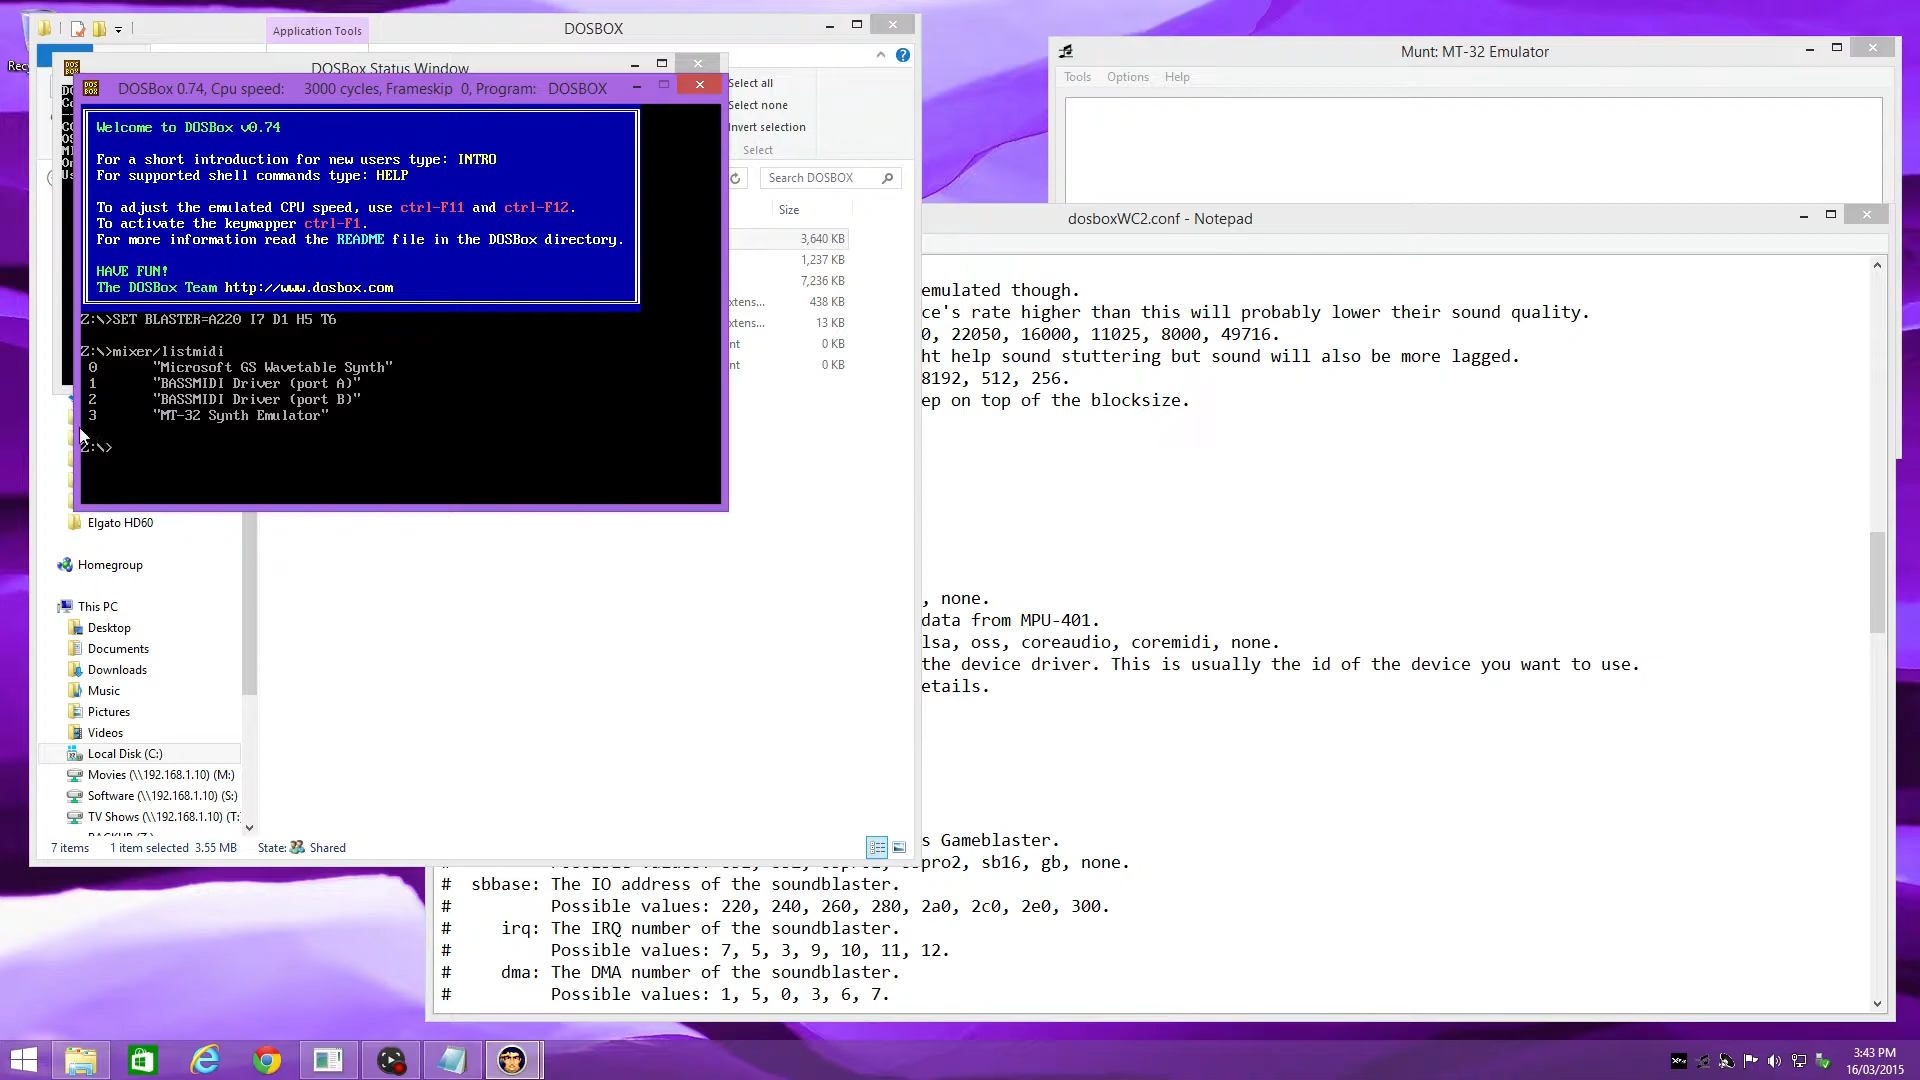 Application Tools
DOSBOX
DOSBox Status Window
DOSBox 0.74, Cpu speed: 3000 cycles, Frameskip 0, Program: DOSBOX
Welcome to DOSBox v0.74
For a short introduction for new users type: INTRO
For supported shell commands type: HELP
To adjust the emulated CPU speed, use ctrl-F11 and ctrl-F12.
To activate the keymapper ctrl-F1.
For more information read the README file in the DOSBox directory.
HAVE FUN!
The DOSBox Team http://www.dosbox.com
Z:\>SET BLASTER=A220 I7 D1 H5 T6
Z:\>mixer/listmidi
0 "Microsoft GS Wavetable Synth"
1 "BASSMIDI Driver (port A)"
2 "BASSMIDI Driver (port B)"
3 "MT-32 Synth Emulator"
Z:\>
Select all
Select none
Invert selection
Select
Search DOSBOX
Size
3,640 KB
1,237 KB
7,236 KB
xtens... 438 KB
xtens... 13 KB
nt 0 KB
nt 0 KB
Elgato HD60
Homegroup
This PC
Desktop
Documents
Downloads
Music
Pictures
Videos
Local Disk (C:)
Movies (\\192.168.1.10) (M:)
Software (\\192.168.1.10) (S:)
TV Shows (\\192.168.1.10) (T:
7 items 1 item selected 3.55 MB State: Shared
Munt: MT-32 Emulator
Tools Options Help
dosboxWC2.conf - Notepad
emulated though.
ce's rate higher than this will probably lower their sound quality.
0, 22050, 16000, 11025, 8000, 49716.
ht help sound stuttering but sound will also be more lagged.
8192, 512, 256.
ep on top of the blocksize.
, none.
data from MPU-401.
lsa, oss, coreaudio, coremidi, none.
the device driver. This is usually the id of the device you want to use.
etails.
s Gameblaster.
pro2, sb16, gb, none.
# sbbase: The IO address of the soundblaster.
# Possible values: 220, 240, 260, 280, 2a0, 2c0, 2e0, 300.
# irq: The IRQ number of the soundblaster.
# Possible values: 7, 5, 3, 9, 10, 11, 12.
# dma: The DMA number of the soundblaster.
# Possible values: 1, 5, 0, 3, 6, 7.
3:43 PM
16/03/2015